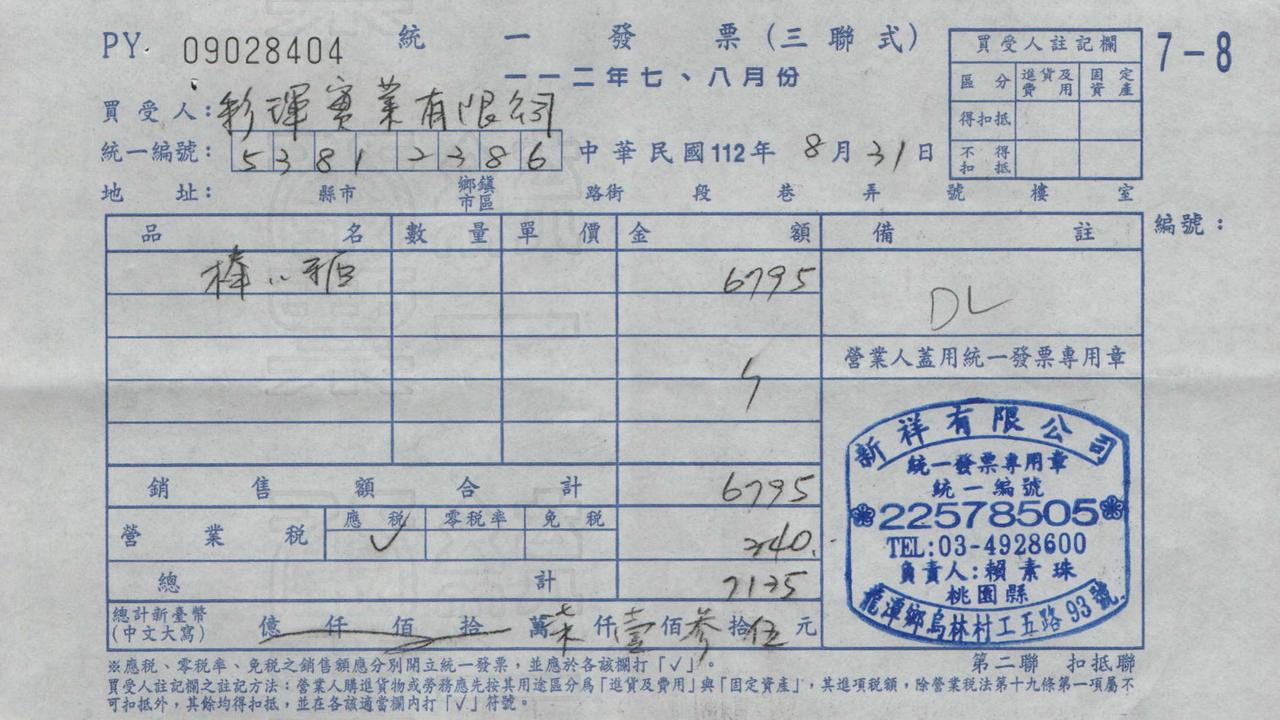 PY 09028404 統一發票(三聯式) 7-8
一一二年七、八月份
買受人註記欄
區分 進貨及費用 固定資產
得扣抵
不得扣抵
買受人:彩琿實業有限公司
統一編號: 53812386 中華民國112年 8月31日
地址: 縣市 鄉鎮市區 路街 段 巷 弄 號 樓 室
編號:
品名 數量 單價 金額 備註
6795
DL
營業人蓋用統一發票專用章
銷售額合計 6795
營業稅 應稅 ✓ 零稅率 免稅 340
總計 7135
總計新臺幣(中文大寫) 億 仟 佰 拾 萬 柒仟壹佰參拾伍元
新祥有限公司
統一發票專用章
統一編號
22578505
TEL:03-4928600
負責人:賴素珠
桃園縣
龍潭鄉烏林村工五路93號
※應稅、零稅率、免稅之銷售額應分別開立統一發票,並應於各該欄打「✓」。
第二聯 扣抵聯
買受人註記欄之註記方法:營業人購進貨物或勞務應先按其用途區分為「進貨及費用」與「固定資產」,其進項稅額,除營業稅法第十九條第一項屬不
可扣抵外,其餘均得扣抵,並在各該適當欄內打「✓」符號。